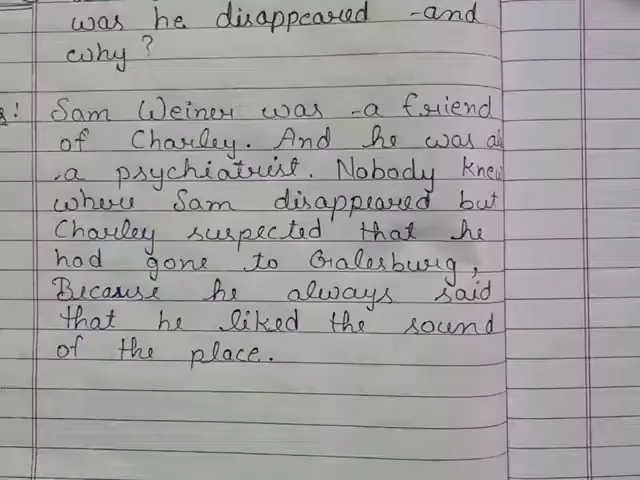 was he disappeared and
why?
Sam Weiner was a friend
of Charley. And he was
a psychiatrist. Nobody knew
where Sam disappeared but
Charley suspected that he
had gone to Galesburg,
Because he always said
that he liked the sound
of the place.